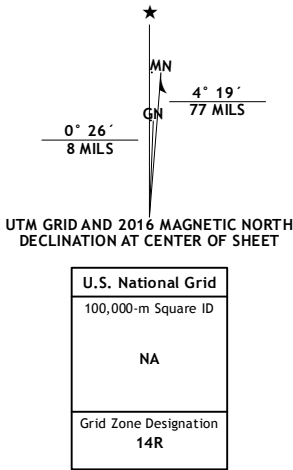 MN
4° 19´
77 MILS
GN
0° 26´
8 MILS
UTM GRID AND 2016 MAGNETIC NORTH
DECLINATION AT CENTER OF SHEET
U.S. National Grid
100,000-m Square ID
NA
Grid Zone Designation
14R